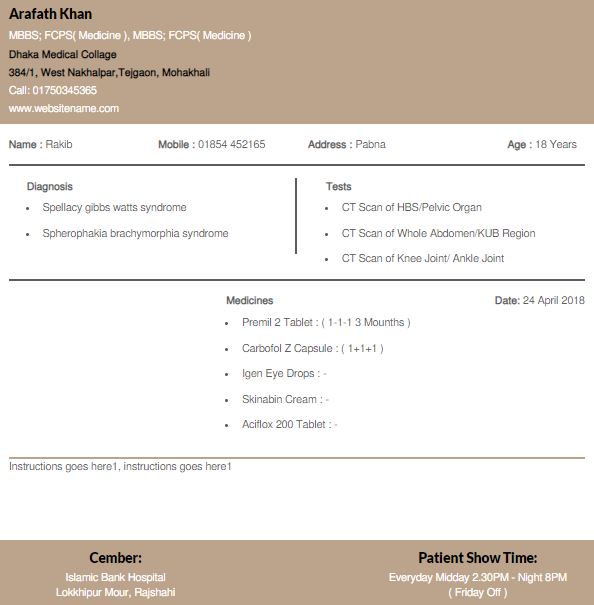 Arafath Khan
MBBS; FCPS( Medicine ), MBBS; FCPS( Medicine )
Dhaka Medical Collage
384/1, West Nakhalpar,Tejgaon, Mohakhali
Call: 01750345365
www.websitename.com
Name : Rakib Mobile : 01854 452165 Address : Pabna Age : 18 Years
Diagnosis
Spellacy gibbs watts syndrome
Spherophakia brachymorphia syndrome
Tests
CT Scan of HBS/Pelvic Organ
CT Scan of Whole Abdomen/KUB Region
CT Scan of Knee Joint/ Ankle Joint
Medicines
Date: 24 April 2018
Premil 2 Tablet : ( 1-1-1 3 Mounths )
Carbofol Z Capsule : ( 1+1+1 )
Igen Eye Drops : -
Skinabin Cream : -
Aciflox 200 Tablet : -
Instructions goes here1, instructions goes here1
Cember:
Islamic Bank Hospital
Lokkhipur Mour, Rajshahi
Patient Show Time:
Everyday Midday 2.30PM - Night 8PM
( Friday Off )